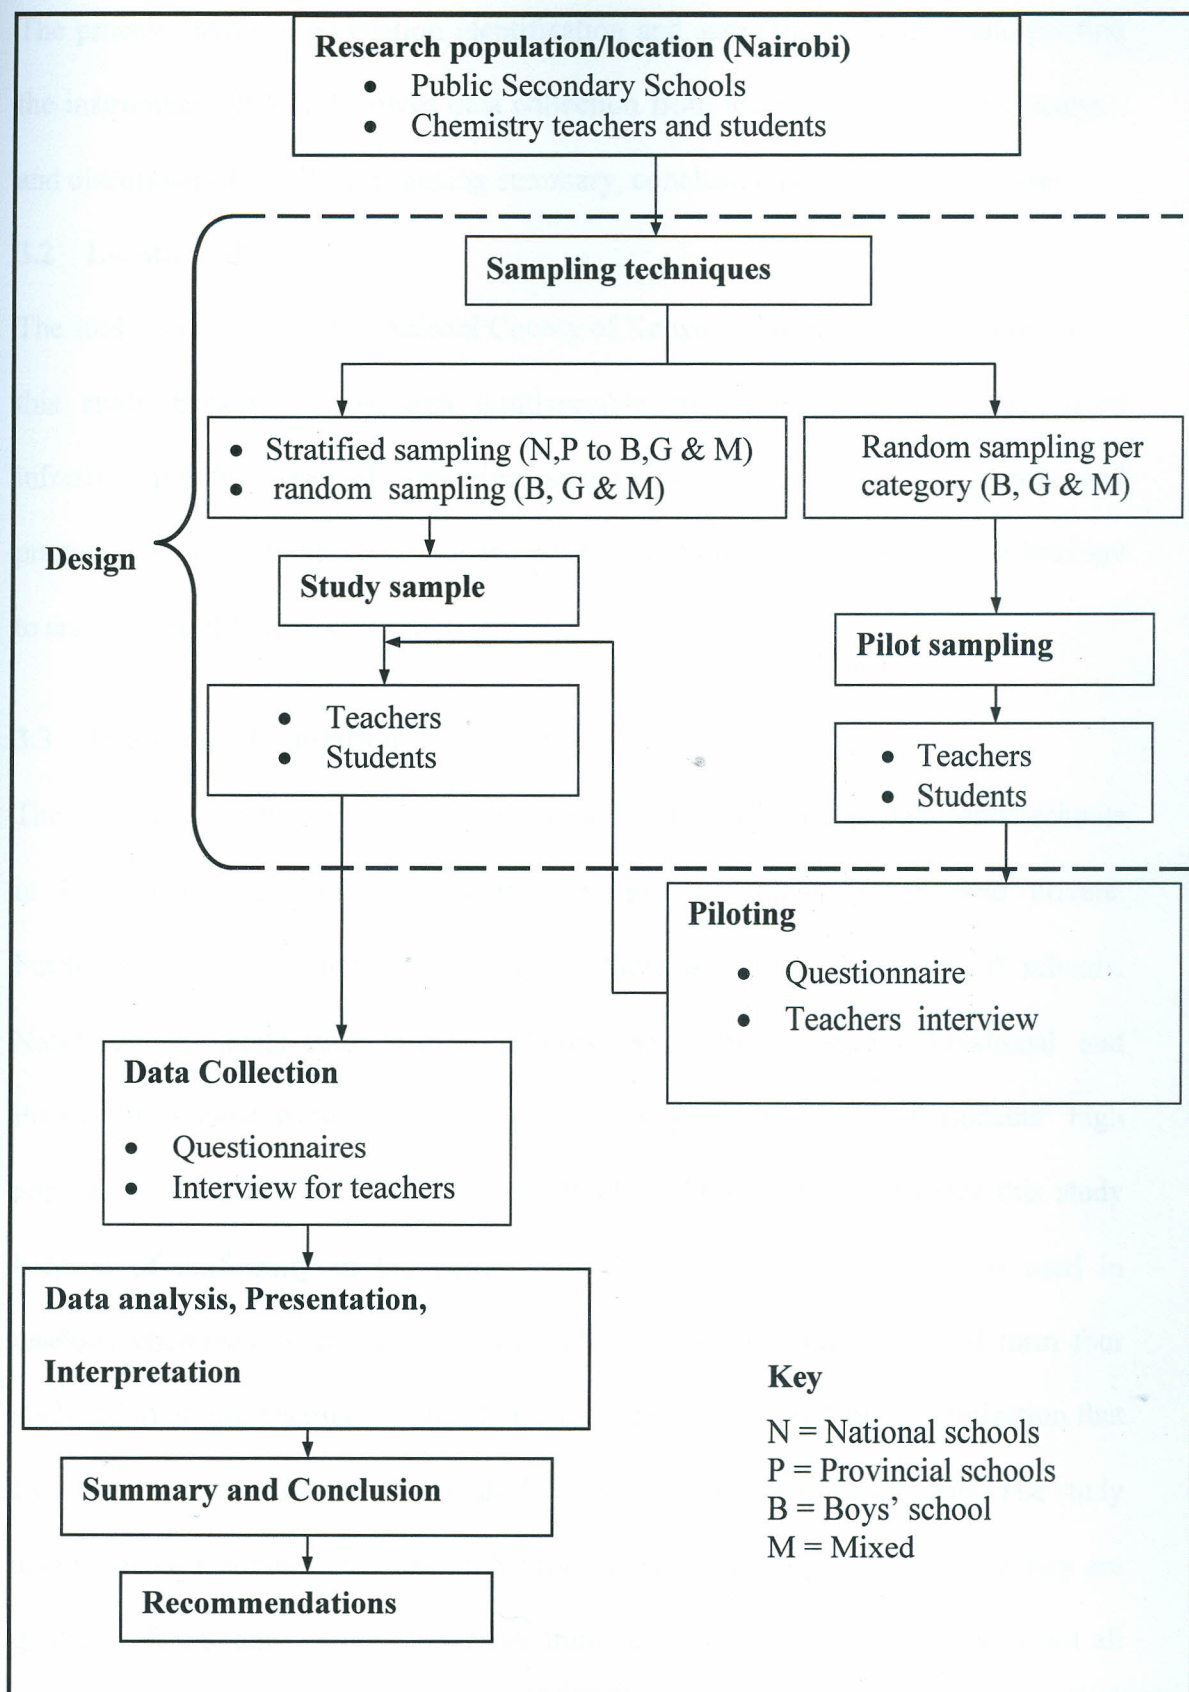 Research population/location (Nairobi)
• Public Secondary Schools
• Chemistry teachers and students
Sampling techniques
• Stratified sampling (N,P to B,G & M)
• random sampling (B, G & M)
Random sampling per
category (B, G & M)
Design
Study sample
Pilot sampling
• Teachers
• Students
• Teachers
• Students
Piloting
• Questionnaire
• Teachers interview
Data Collection
• Questionnaires
• Interview for teachers
Data analysis, Presentation,
Interpretation
Summary and Conclusion
Recommendations
Key
N = National schools
P = Provincial schools
B = Boys' school
M = Mixed